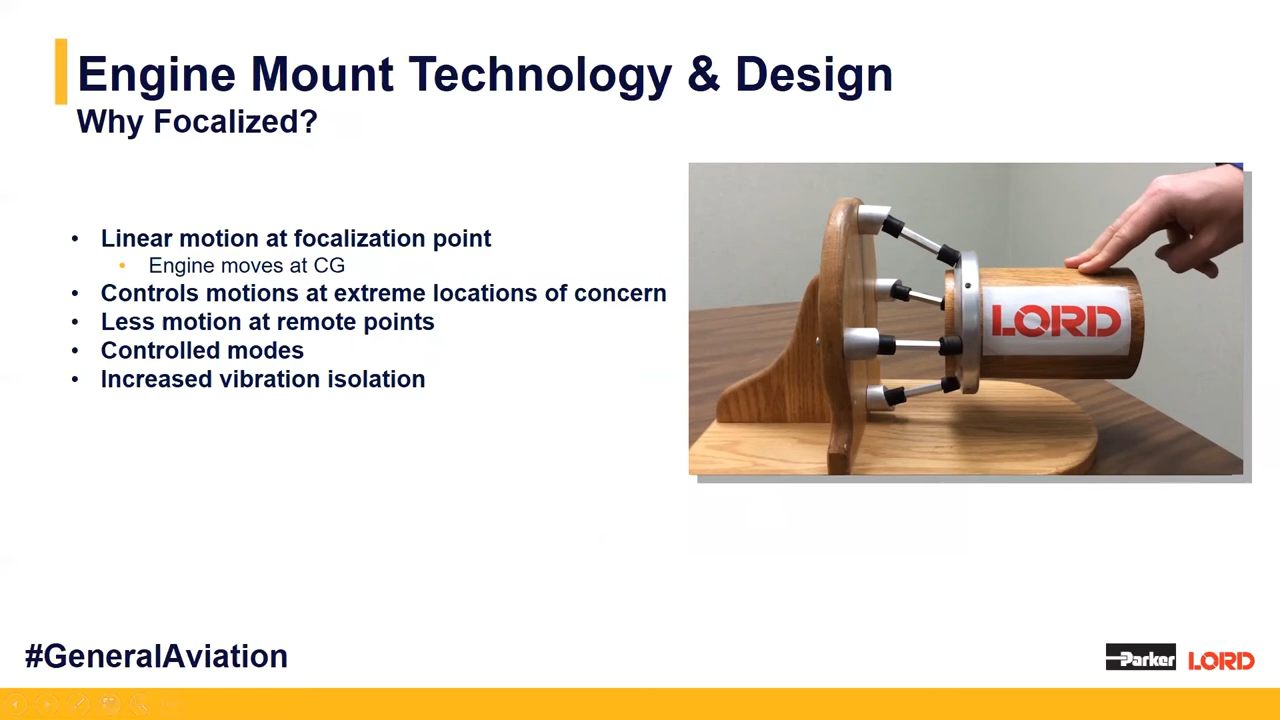 Engine Mount Technology & Design
Why Focalized?
• Linear motion at focalization point
• Engine moves at CG
• Controls motions at extreme locations of concern
• Less motion at remote points
• Controlled modes
• Increased vibration isolation
LORD
#GeneralAviation
Parker LORD